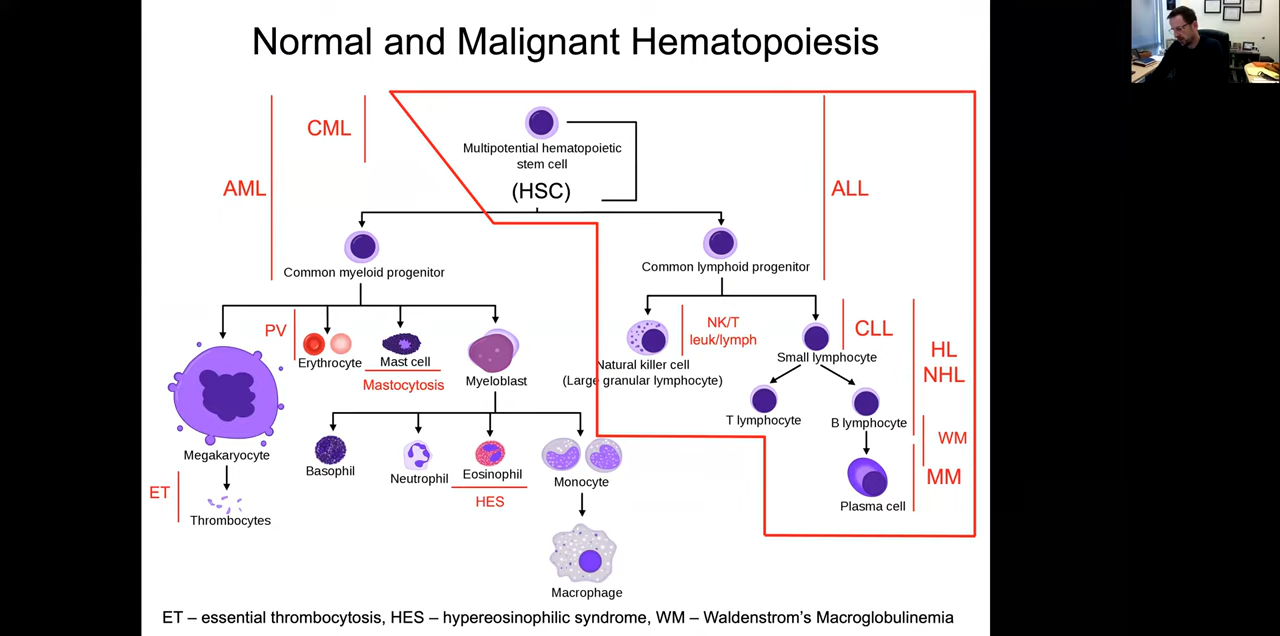 Normal and Malignant Hematopoiesis
CML
Multipotential hematopoietic
stem cell
(HSC)
AML
ALL
Common myeloid progenitor
Common lymphoid progenitor
PV
Erythrocyte
Mast cell
Mastocytosis
Myeloblast
NK/T
leuk/lymph
Natural killer cell
(Large granular lymphocyte)
CLL
Small lymphocyte
HL
NHL
T lymphocyte
B lymphocyte
WM
MM
Plasma cell
Megakaryocyte
Basophil
Neutrophil
Eosinophil
HES
Monocyte
ET
Thrombocytes
Macrophage
ET – essential thrombocytosis, HES – hypereosinophilic syndrome, WM – Waldenstrom’s Macroglobulinemia